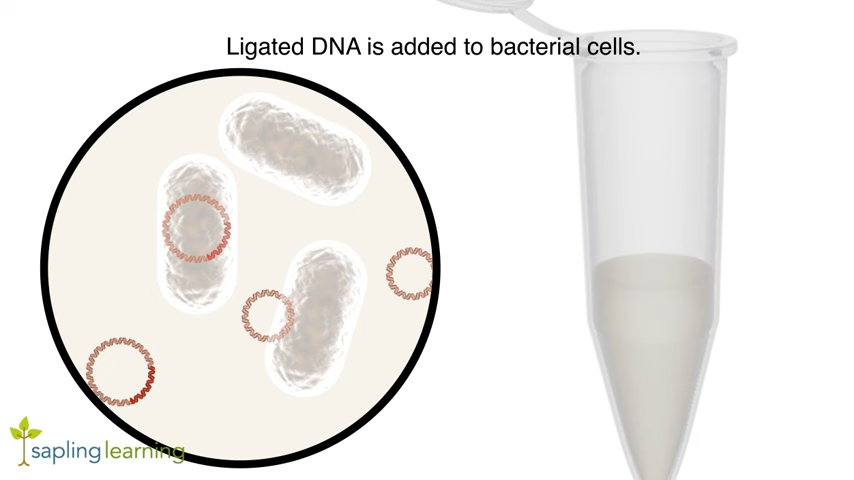 Ligated DNA is added to bacterial cells.
sapling learning